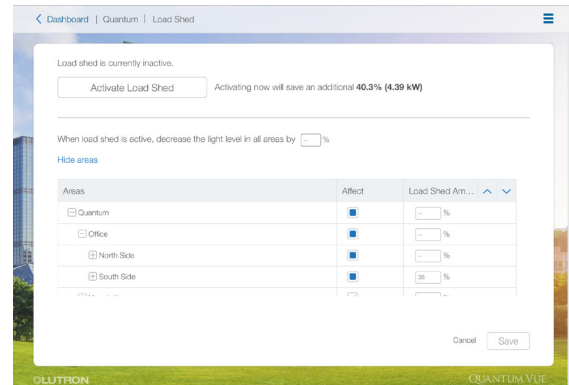 Dashboard | Quantum | Load Shed
Load shed is currently inactive.
Activate Load Shed Activating now will save an additional 40.3% (4.39 kW)
When load shed is active, decrease the light level in all areas by -- %
Hide areas
Areas Affect Load Shed Am...
Quantum -- %
Office -- %
North Side -- %
South Side 38 %
Cancel Save
LUTRON QUANTUM VUE